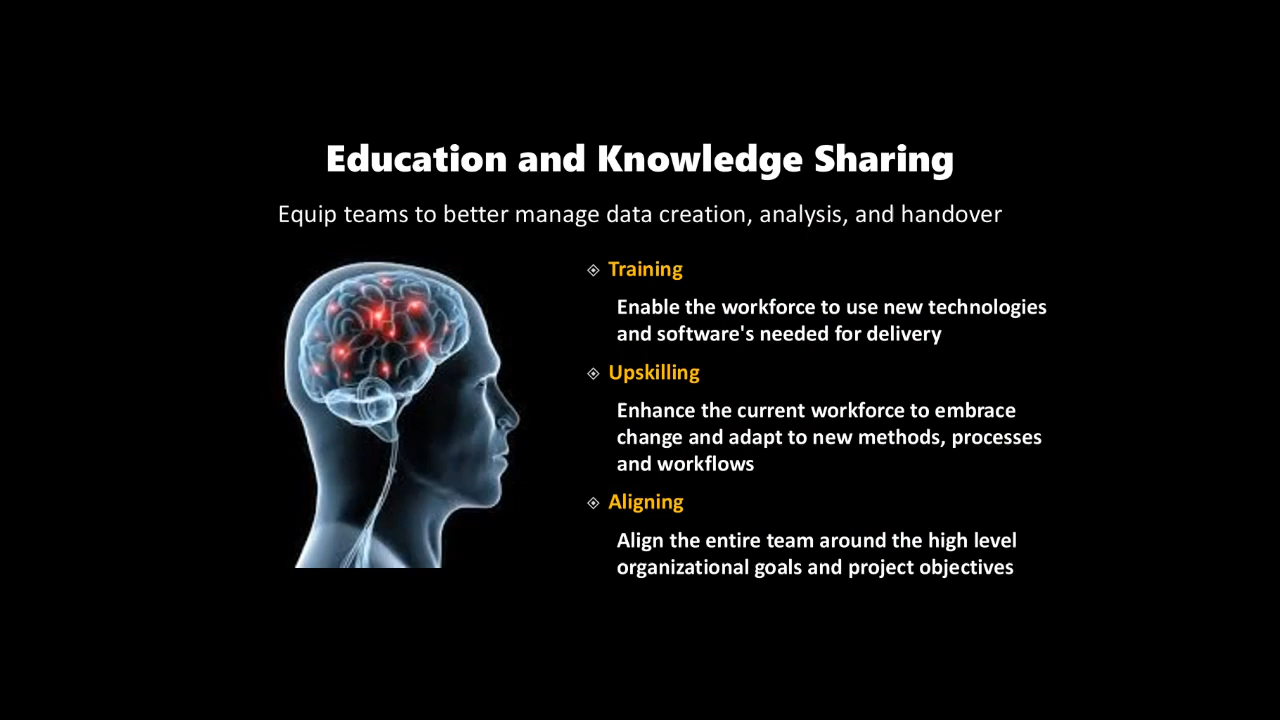 Education and Knowledge Sharing
Equip teams to better manage data creation, analysis, and handover
Training
Enable the workforce to use new technologies
and software's needed for delivery
Upskilling
Enhance the current workforce to embrace
change and adapt to new methods, processes
and workflows
Aligning
Align the entire team around the high level
organizational goals and project objectives